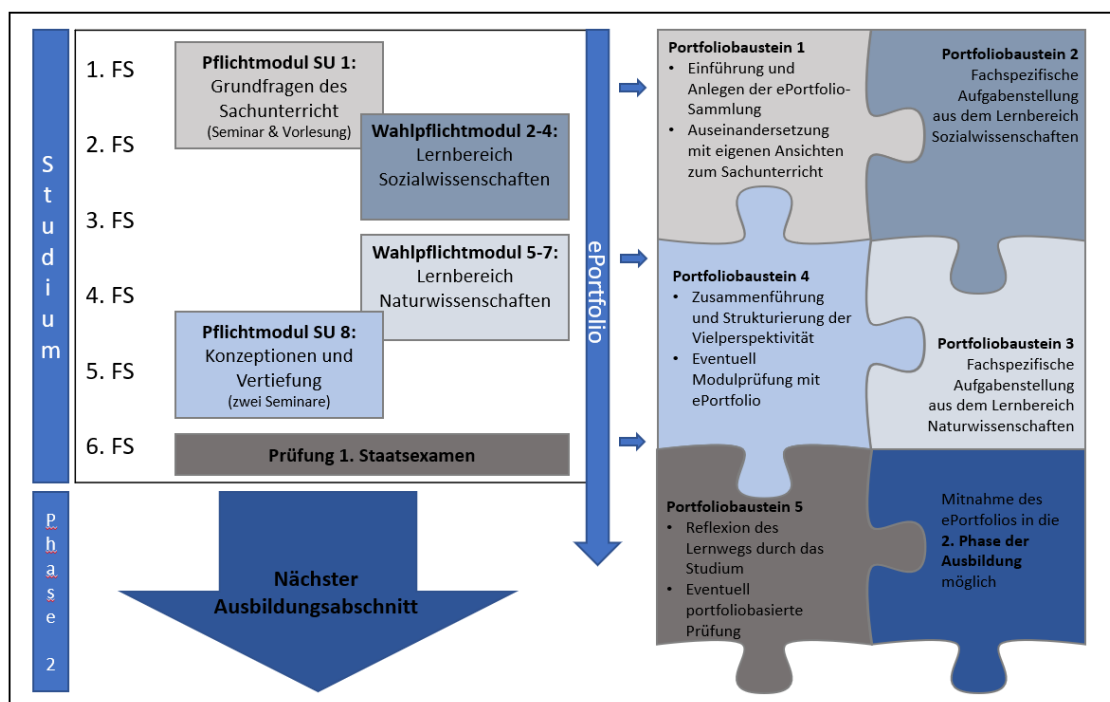 Studium
1. FS
2. FS
3. FS
4. FS
5. FS
6. FS
Pflichtmodul SU 1:
Grundfragen des
Sachunterricht
(Seminar & Vorlesung)
Wahlpflichtmodul 2-4:
Lernbereich
Sozialwissenschaften
Wahlpflichtmodul 5-7:
Lernbereich
Naturwissenschaften
Pflichtmodul SU 8:
Konzeptionen und
Vertiefung
(zwei Seminare)
Prüfung 1. Staatsexamen
ePortfolio
Phase 2
Nächster
Ausbildungsabschnitt
Portfoliobaustein 1
• Einführung und
Anlegen der ePortfolio-
Sammlung
• Auseinandersetzung
mit eigenen Ansichten
zum Sachunterricht
Portfoliobaustein 2
Fachspezifische
Aufgabenstellung
aus dem Lernbereich
Sozialwissenschaften
Portfoliobaustein 4
• Zusammenführung
und Strukturierung der
Vielperspektivität
• Eventuell
Modulprüfung mit
ePortfolio
Portfoliobaustein 3
Fachspezifische
Aufgabenstellung
aus dem Lernbereich
Naturwissenschaften
Portfoliobaustein 5
• Reflexion des
Lernwegs durch das
Studium
• Eventuell
portfoliobasierte
Prüfung
Mitnahme des
ePortfolios in die
2. Phase der
Ausbildung
möglich